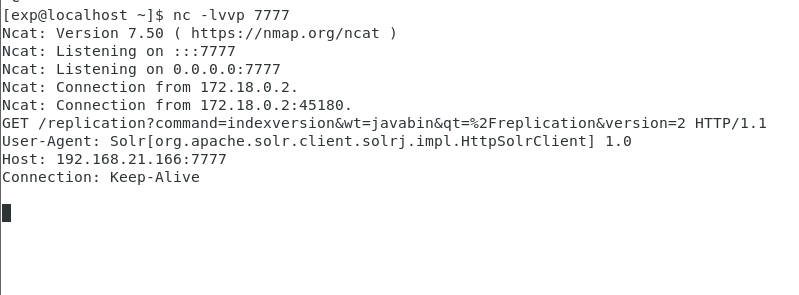 [exp@localhost ~]$ nc -lvvp 7777
Ncat: Version 7.50 ( https://nmap.org/ncat )
Ncat: Listening on :::7777
Ncat: Listening on 0.0.0.0:7777
Ncat: Connection from 172.18.0.2.
Ncat: Connection from 172.18.0.2:45180.
GET /replication?command=indexversion&wt=javabin&qt=%2Freplication&version=2 HTTP/1.1
User-Agent: Solr[org.apache.solr.client.solrj.impl.HttpSolrClient] 1.0
Host: 192.168.21.166:7777
Connection: Keep-Alive